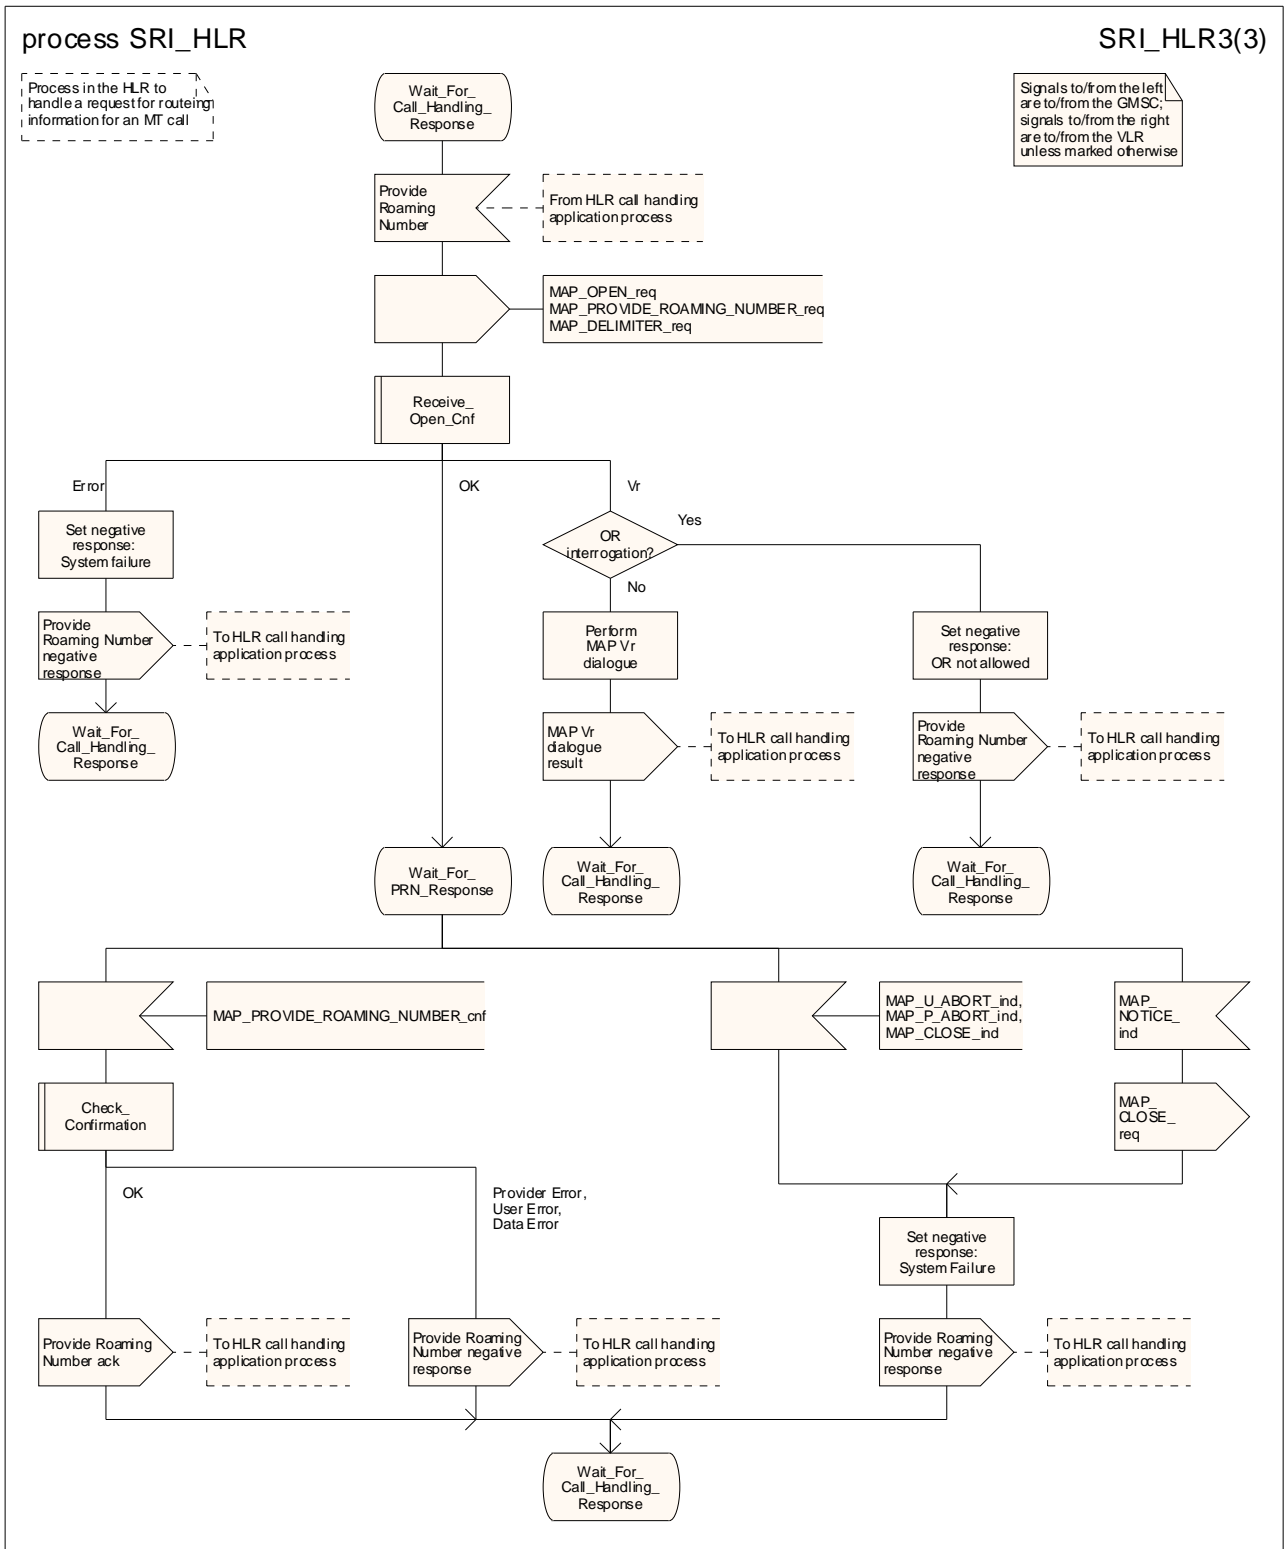 process SRI_HLR
SRI_HLR3(3)
Process in the HLR to
handle a request for routeing
information for an MT call
Wait_For_
Call_Handling_
Response
Signals to/from the left
are to/from the GMSC;
signals to/from the right
are to/from the VLR
unless marked otherwise
Provide
Roaming
Number
From HLR call handling
application process
MAP_OPEN_req
MAP_PROVIDE_ROAMING_NUMBER_req
MAP_DELIMITER_req
Receive_
Open_Cnf
Error
OK
Vr
Set negative
response:
System failure
OR
interrogation?
Yes
No
Provide
Roaming Number
negative
response
To HLR call handling
application process
Perform
MAP Vr
dialogue
Set negative
response:
OR not allowed
Wait_For_
Call_Handling_
Response
MAP Vr
dialogue
result
To HLR call handling
application process
Provide
Roaming Number
negative
response
To HLR call handling
application process
Wait_For_
PRN_Response
Wait_For_
Call_Handling_
Response
Wait_For_
Call_Handling_
Response
MAP_PROVIDE_ROAMING_NUMBER_cnf
MAP_U_ABORT_ind,
MAP_P_ABORT_ind,
MAP_CLOSE_ind
MAP_
NOTICE_
ind
Check_
Confirmation
MAP_
CLOSE_
req
OK
Provider Error,
User Error,
Data Error
Set negative
response:
System Failure
Provide Roaming
Number ack
To HLR call handling
application process
Provide Roaming
Number negative
response
To HLR call handling
application process
Provide Roaming
Number negative
response
To HLR call handling
application process
Wait_For_
Call_Handling_
Response